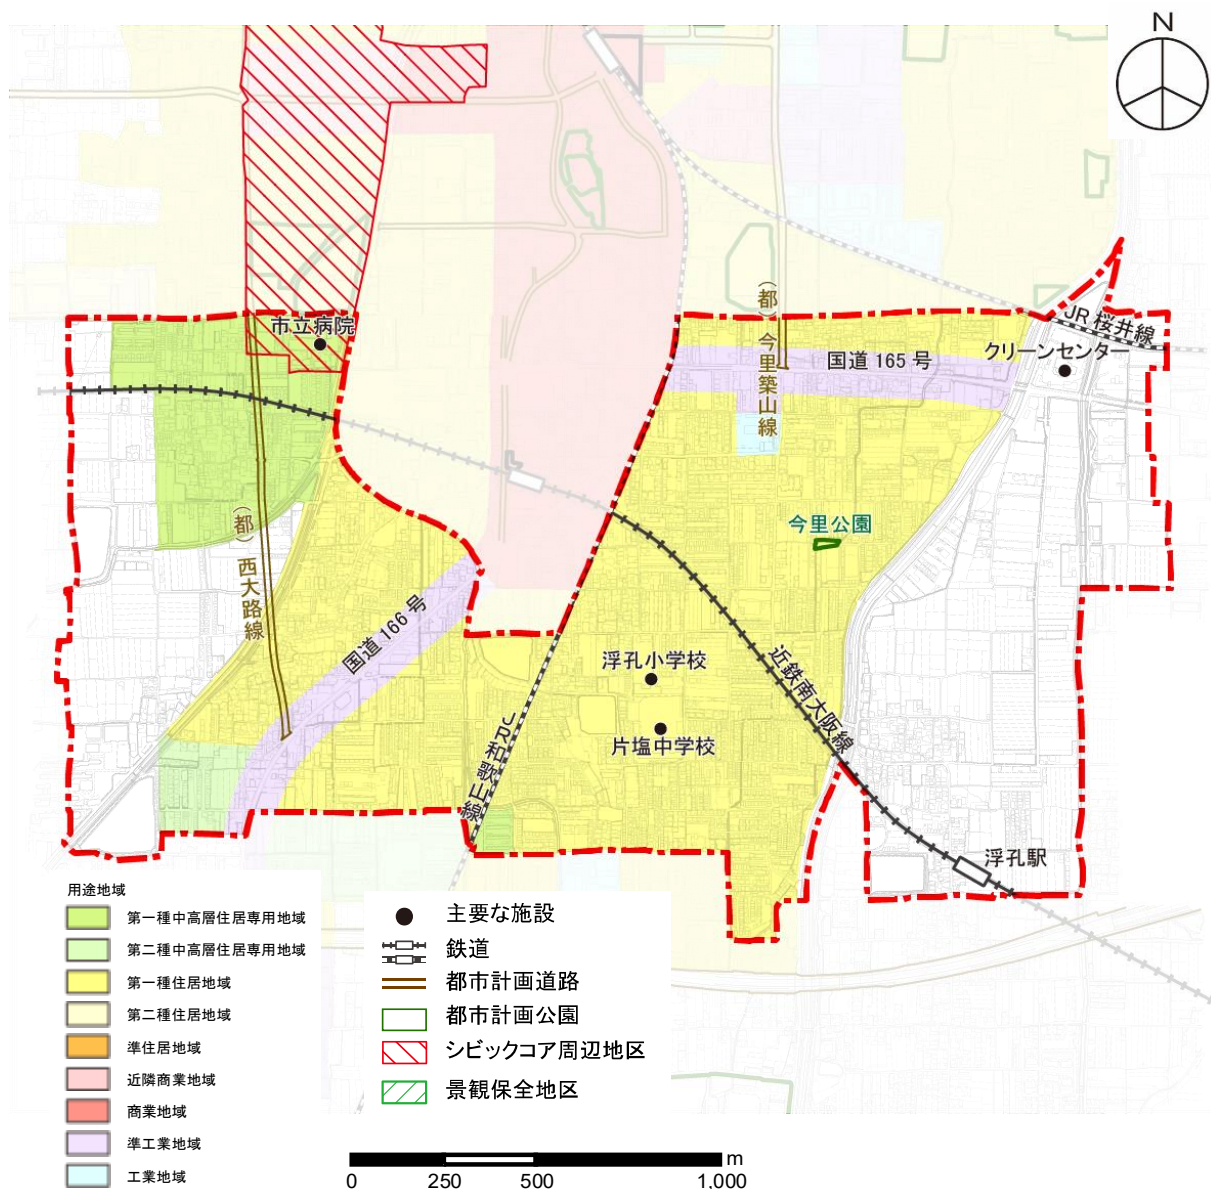 N
市立病院
JR 桜井線
クリーンセンター
国道 165 号
(都) 今里築山線
今里公園
(都) 西大路線
国道 166 号
浮孔小学校
片塩中学校
近鉄南大阪線
JR和歌山線
浮孔駅
用途地域
第一種中高層住居専用地域
第二種中高層住居専用地域
第一種住居地域
第二種住居地域
準住居地域
近隣商業地域
商業地域
準工業地域
工業地域
主要な施設
鉄道
都市計画道路
都市計画公園
シビックコア周辺地区
景観保全地区
0 250 500 1,000 m